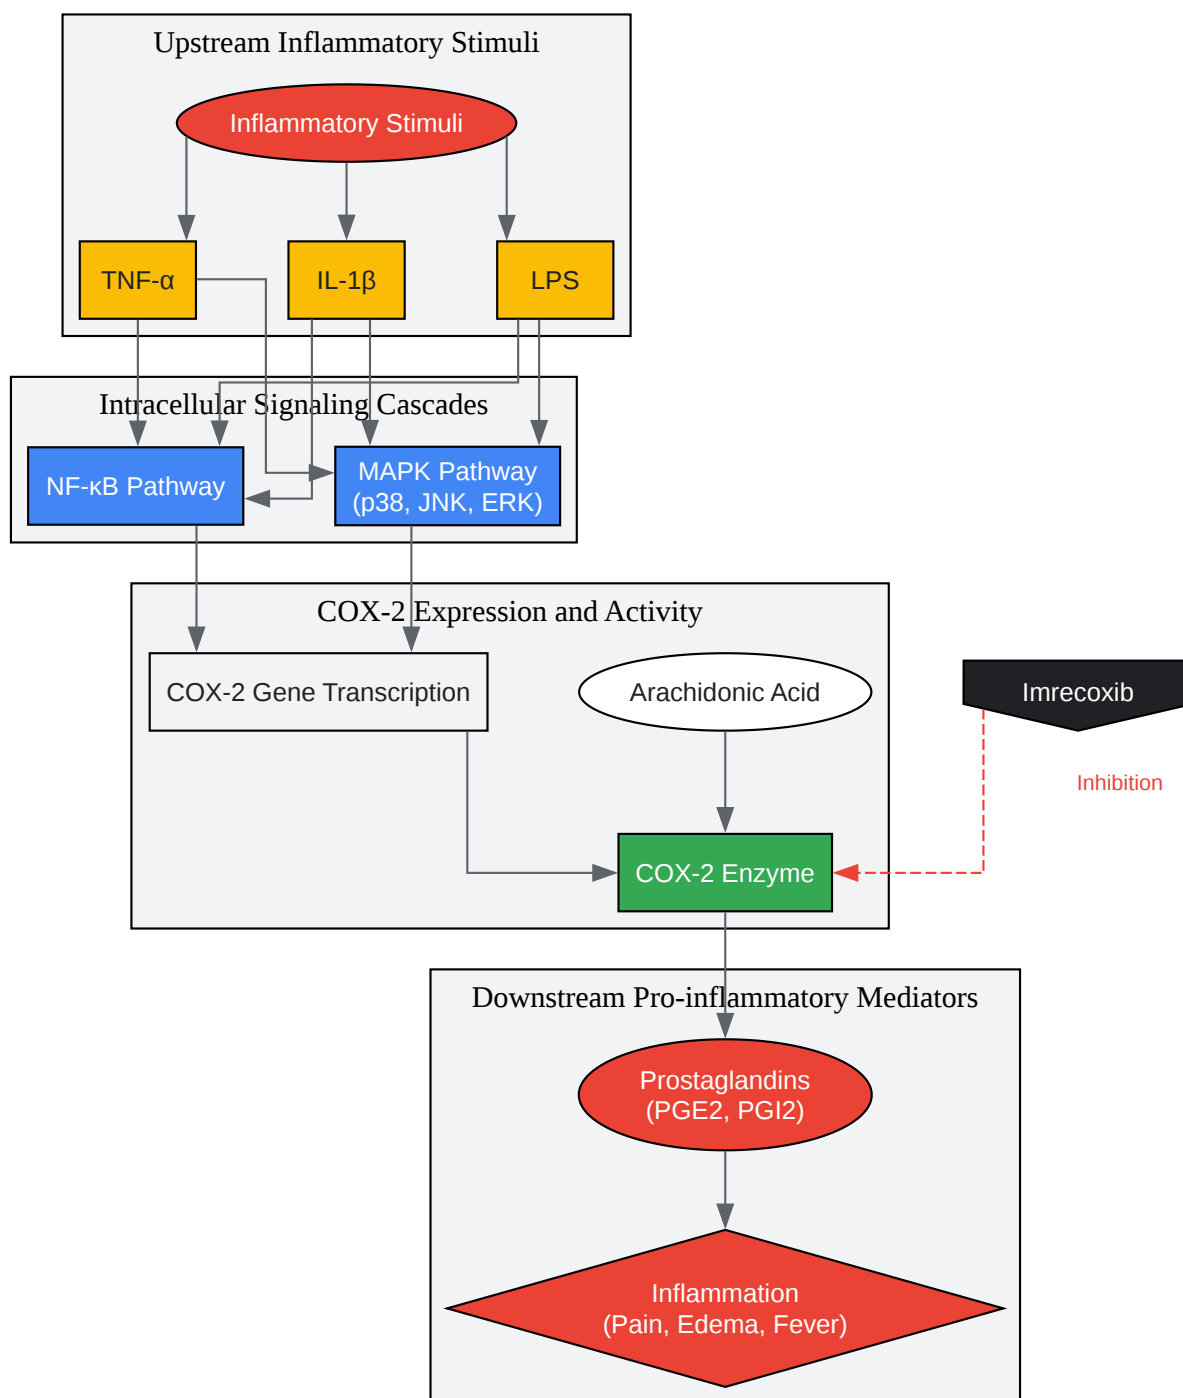 Upstream Inflammatory Stimuli
Inflammatory Stimuli
TNF-α
IL-1β
LPS
Intracellular Signaling Cascades
NF-κB Pathway
MAPK Pathway
(p38, JNK, ERK)
COX-2 Expression and Activity
COX-2 Gene Transcription
Arachidonic Acid
Imrecoxib
Inhibition
COX-2 Enzyme
Downstream Pro-inflammatory Mediators
Prostaglandins
(PGE2, PGI2)
Inflammation
(Pain, Edema, Fever)